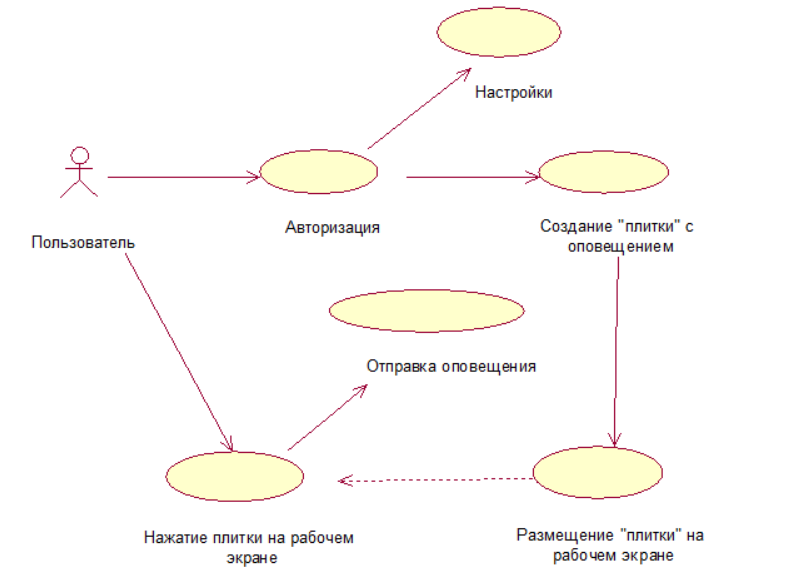 Настройки
Авторизация
Создание "плитки" с
оповещением
Пользователь
Отправка оповещения
Нажатие плитки на рабочем
экране
Размещение "плитки" на
рабочем экране